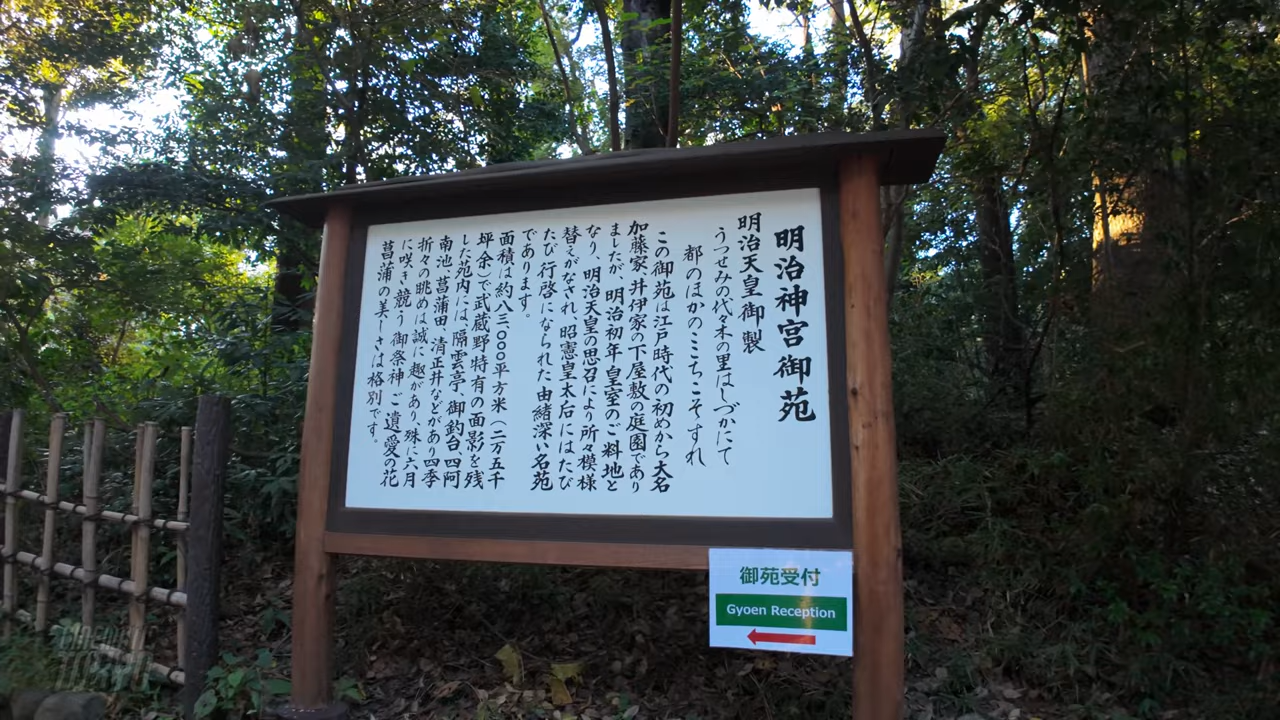 明治神宮御苑
明治天皇御製
うつせみの代々木の里はしづかにて
都のほかのこゝちこそすれ
この御苑は江戸時代の初めから大名
加藤家、井伊家の下屋敷の庭園であり
ましたが、明治初年皇室のご料地と
なり、明治天皇の思召により所々模様
替えがなされ、昭憲皇太后にはたび
たび行啓になられた由緒深い名苑
であります。
面積は約八三、〇〇〇平方米(二万五千
坪余)で武蔵野特有の面影を残
した苑内には、隔雲亭、御釣台、四阿
南池、菖蒲田、清正井などがあり四季
折々の眺めは誠に趣があり、殊に六月
に咲き競う御祭神ご遺愛の花
菖蒲の美しさは格別です。
御苑受付
Gyoen Reception